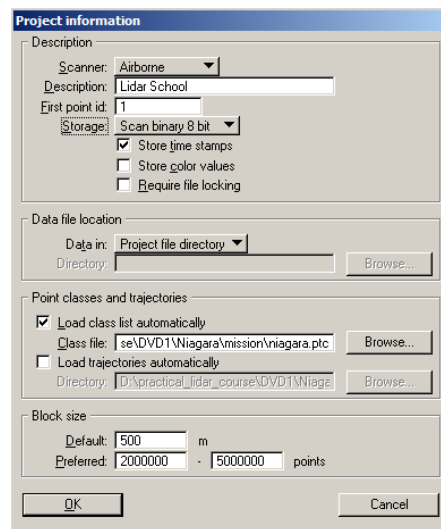 Project information
Description
Scanner: Airborne
Description: Lidar School
First point id: 1
Storage: Scan binary 8 bit
Store time stamps
Store color values
Require file locking
Data file location
Data in: Project file directory
Directory: Browse...
Point classes and trajectories
Load class list automatically
Class file: se\DVD1\Niagara\mission\niagara.ptc Browse...
Load trajectories automatically
Directory: D:\practical_lidar_course\DVD1\Niaga Browse...
Block size
Default: 500 m
Preferred: 2000000 - 5000000 points
OK Cancel